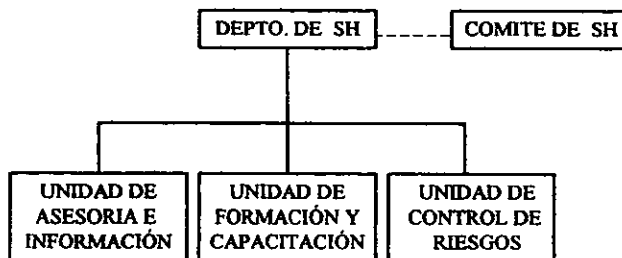 DEPTO. DE SH
COMITE DE SH
UNIDAD DE
ASESORIA E
INFORMACIÓN
UNIDAD DE
FORMACIÓN Y
CAPACITACIÓN
UNIDAD DE
CONTROL DE
RIESGOS